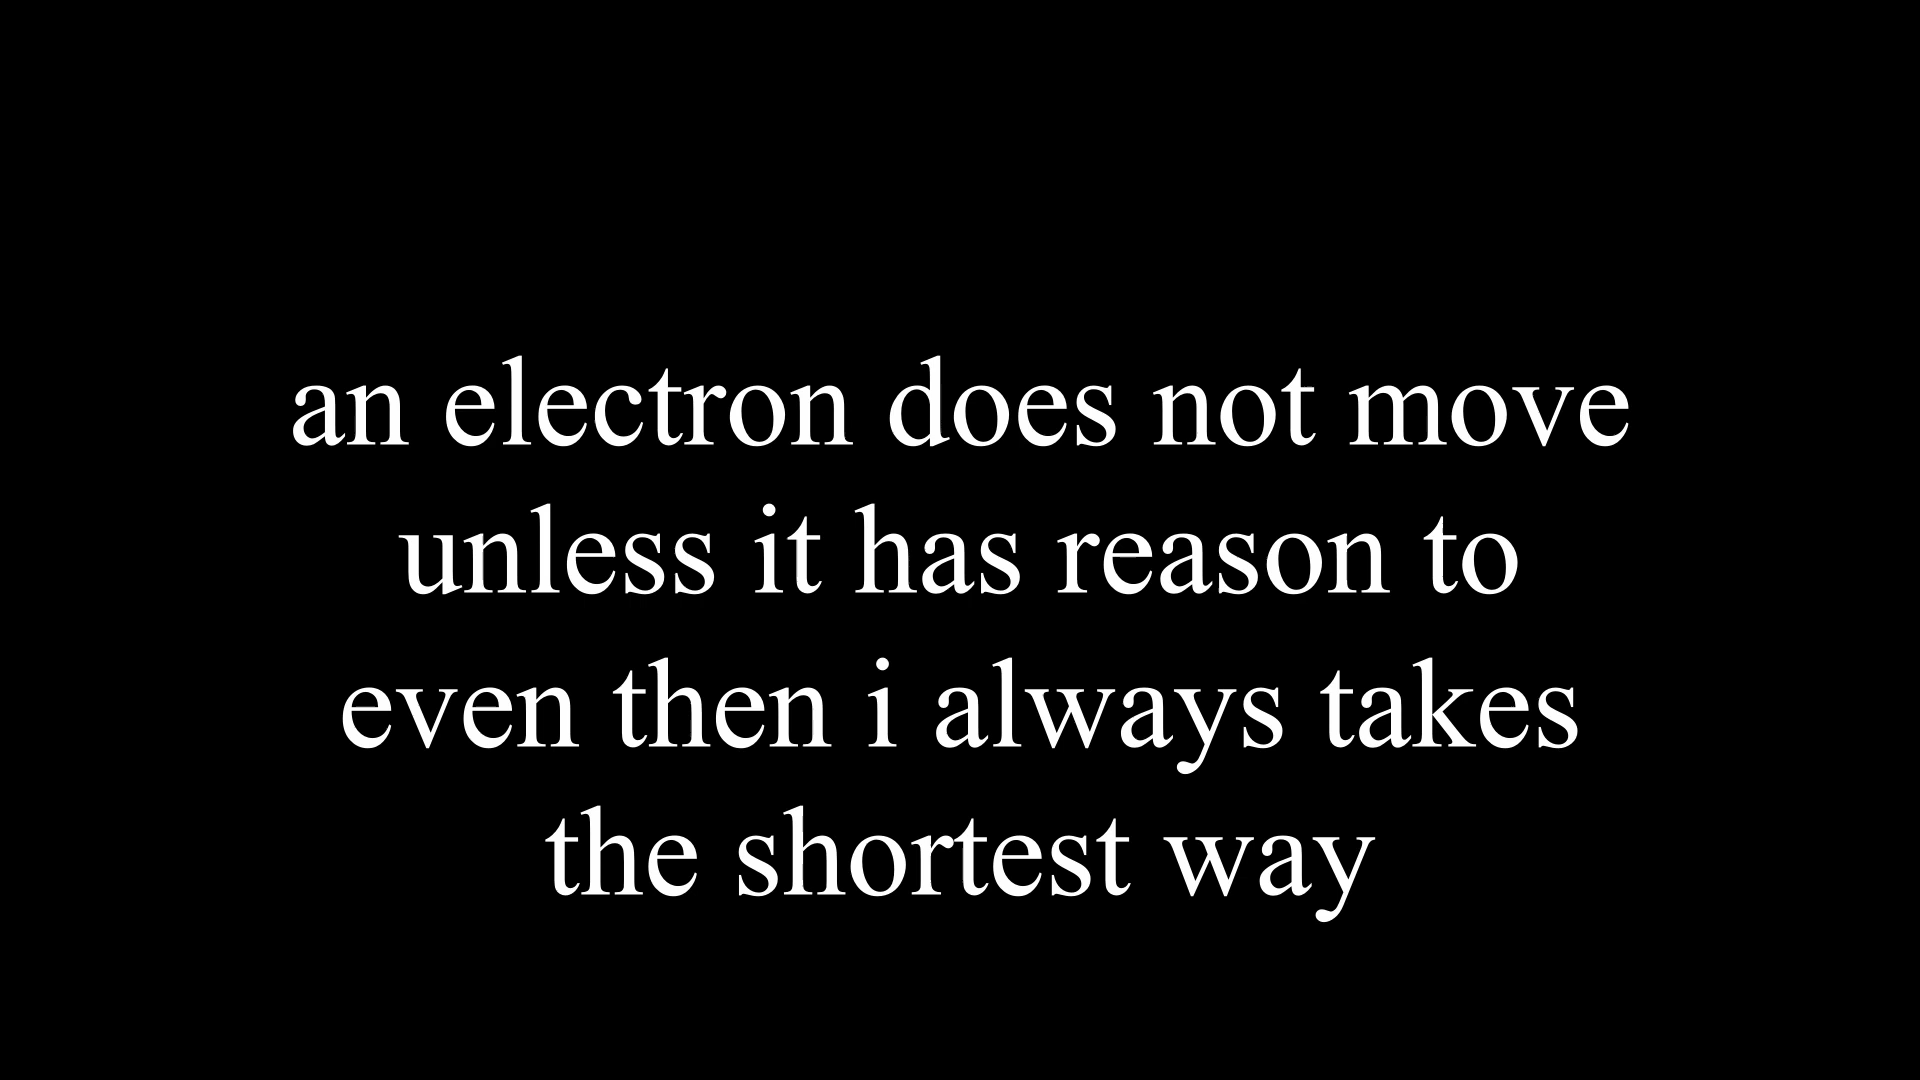 an electron does not move
unless it has reason to
even then i always takes
the shortest way